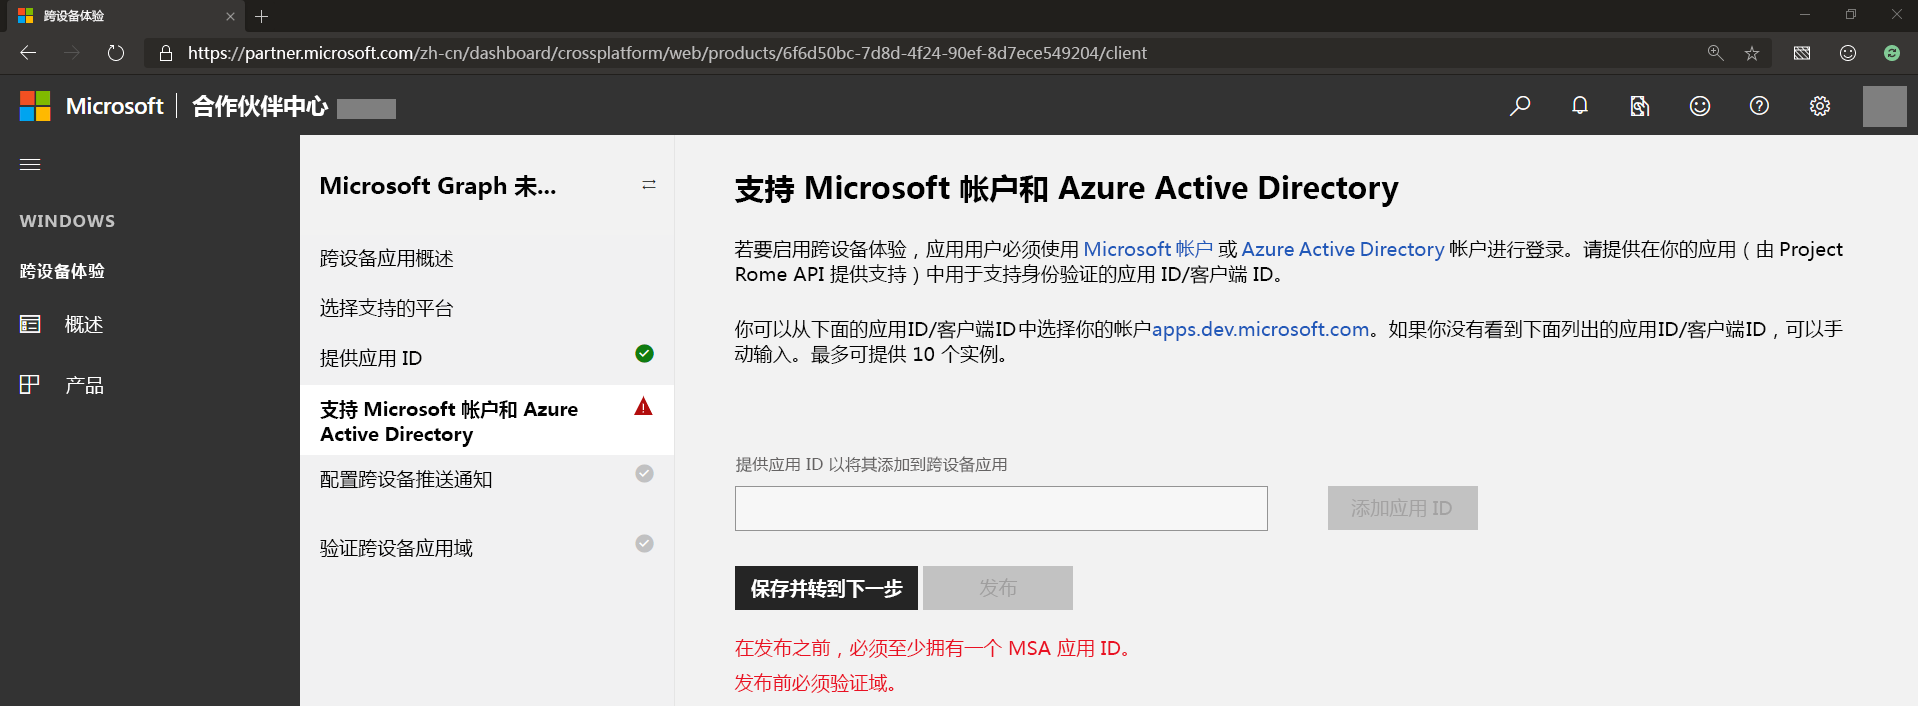 跨设备体验
https://partner.microsoft.com/zh-cn/dashboard/crossplatform/web/products/6f6d50bc-7d8d-4f24-90ef-8d7ece549204/client
Microsoft | 合作伙伴中心
WINDOWS
跨设备体验
概述
产品
Microsoft Graph 未...
跨设备应用概述
选择支持的平台
提供应用 ID
支持 Microsoft 帐户和 Azure
Active Directory
配置跨设备推送通知
验证跨设备应用域
支持 Microsoft 帐户和 Azure Active Directory
若要启用跨设备体验，应用用户必须使用 Microsoft 帐户 或 Azure Active Directory 帐户进行登录。请提供在你的应用（由 Project
Rome API 提供支持）中用于支持身份验证的应用 ID/客户端 ID。
你可以从下面的应用ID/客户端ID中选择你的帐户apps.dev.microsoft.com。如果你没有看到下面列出的应用ID/客户端ID，可以手
动输入。最多可提供 10 个实例。
提供应用 ID 以将其添加到跨设备应用
添加应用 ID
保存并转到下一步
发布
在发布之前，必须至少拥有一个 MSA 应用 ID。
发布前必须验证域。